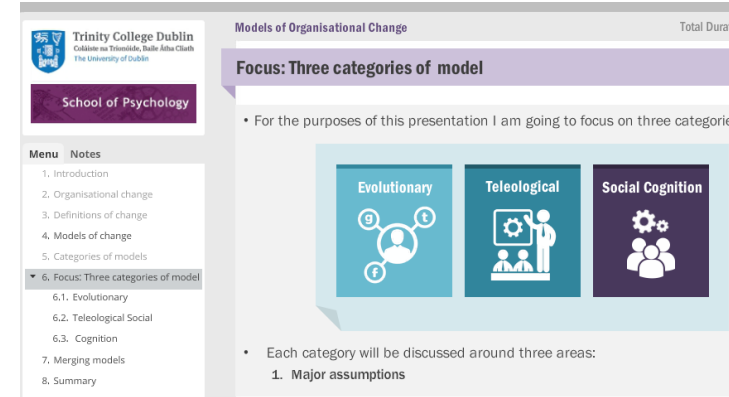 Trinity College Dublin
Coláiste na Tríonóide, Baile Átha Cliath
The University of Dublin
School of Psychology
Menu Notes
1. Introduction
2. Organisational change
3. Definitions of change
4. Models of change
5. Categories of models
6. Focus: Three categories of model
6.1. Evolutionary
6.2. Teleological Social
6.3. Cognition
7. Merging models
8. Summary
Models of Organisational Change
Total Dura
Focus: Three categories of model
• For the purposes of this presentation I am going to focus on three categorie
Evolutionary
g
t
f
Teleological
Social Cognition
• Each category will be discussed around three areas:
1. Major assumptions